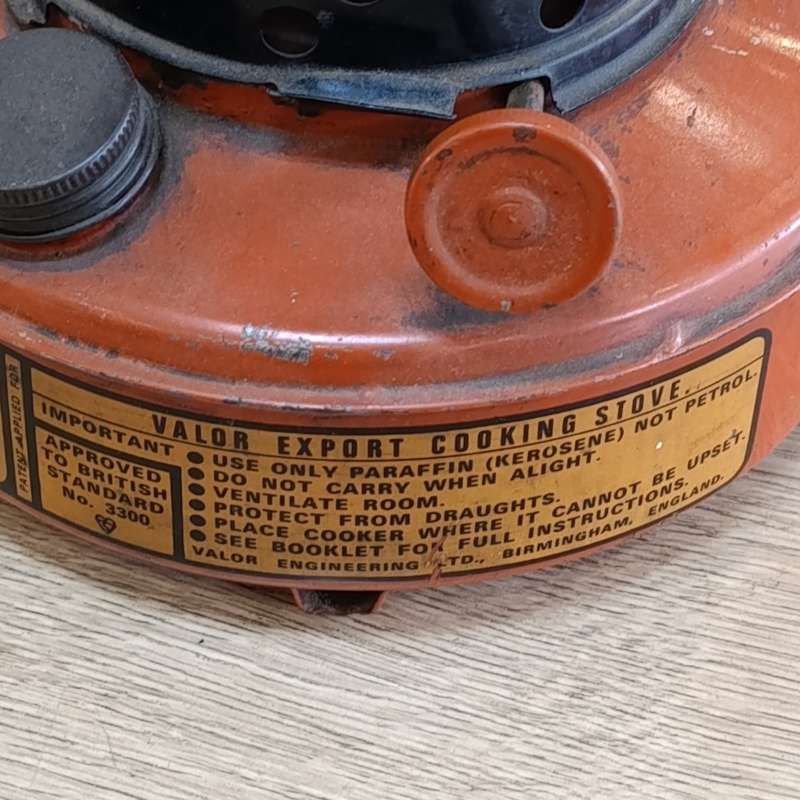 PATENT APPLIED FOR
VALOR EXPORT COOKING STOVE.
IMPORTANT
APPROVED
TO BRITISH
STANDARD
No. 3300
● USE ONLY PARAFFIN (KEROSENE) NOT PETROL.
● DO NOT CARRY WHEN ALIGHT.
● VENTILATE ROOM.
● PROTECT FROM DRAUGHTS.
● PLACE COOKER WHERE IT CANNOT BE UPSET.
● SEE BOOKLET FOR FULL INSTRUCTIONS.
VALOR ENGINEERING LTD., BIRMINGHAM, ENGLAND.